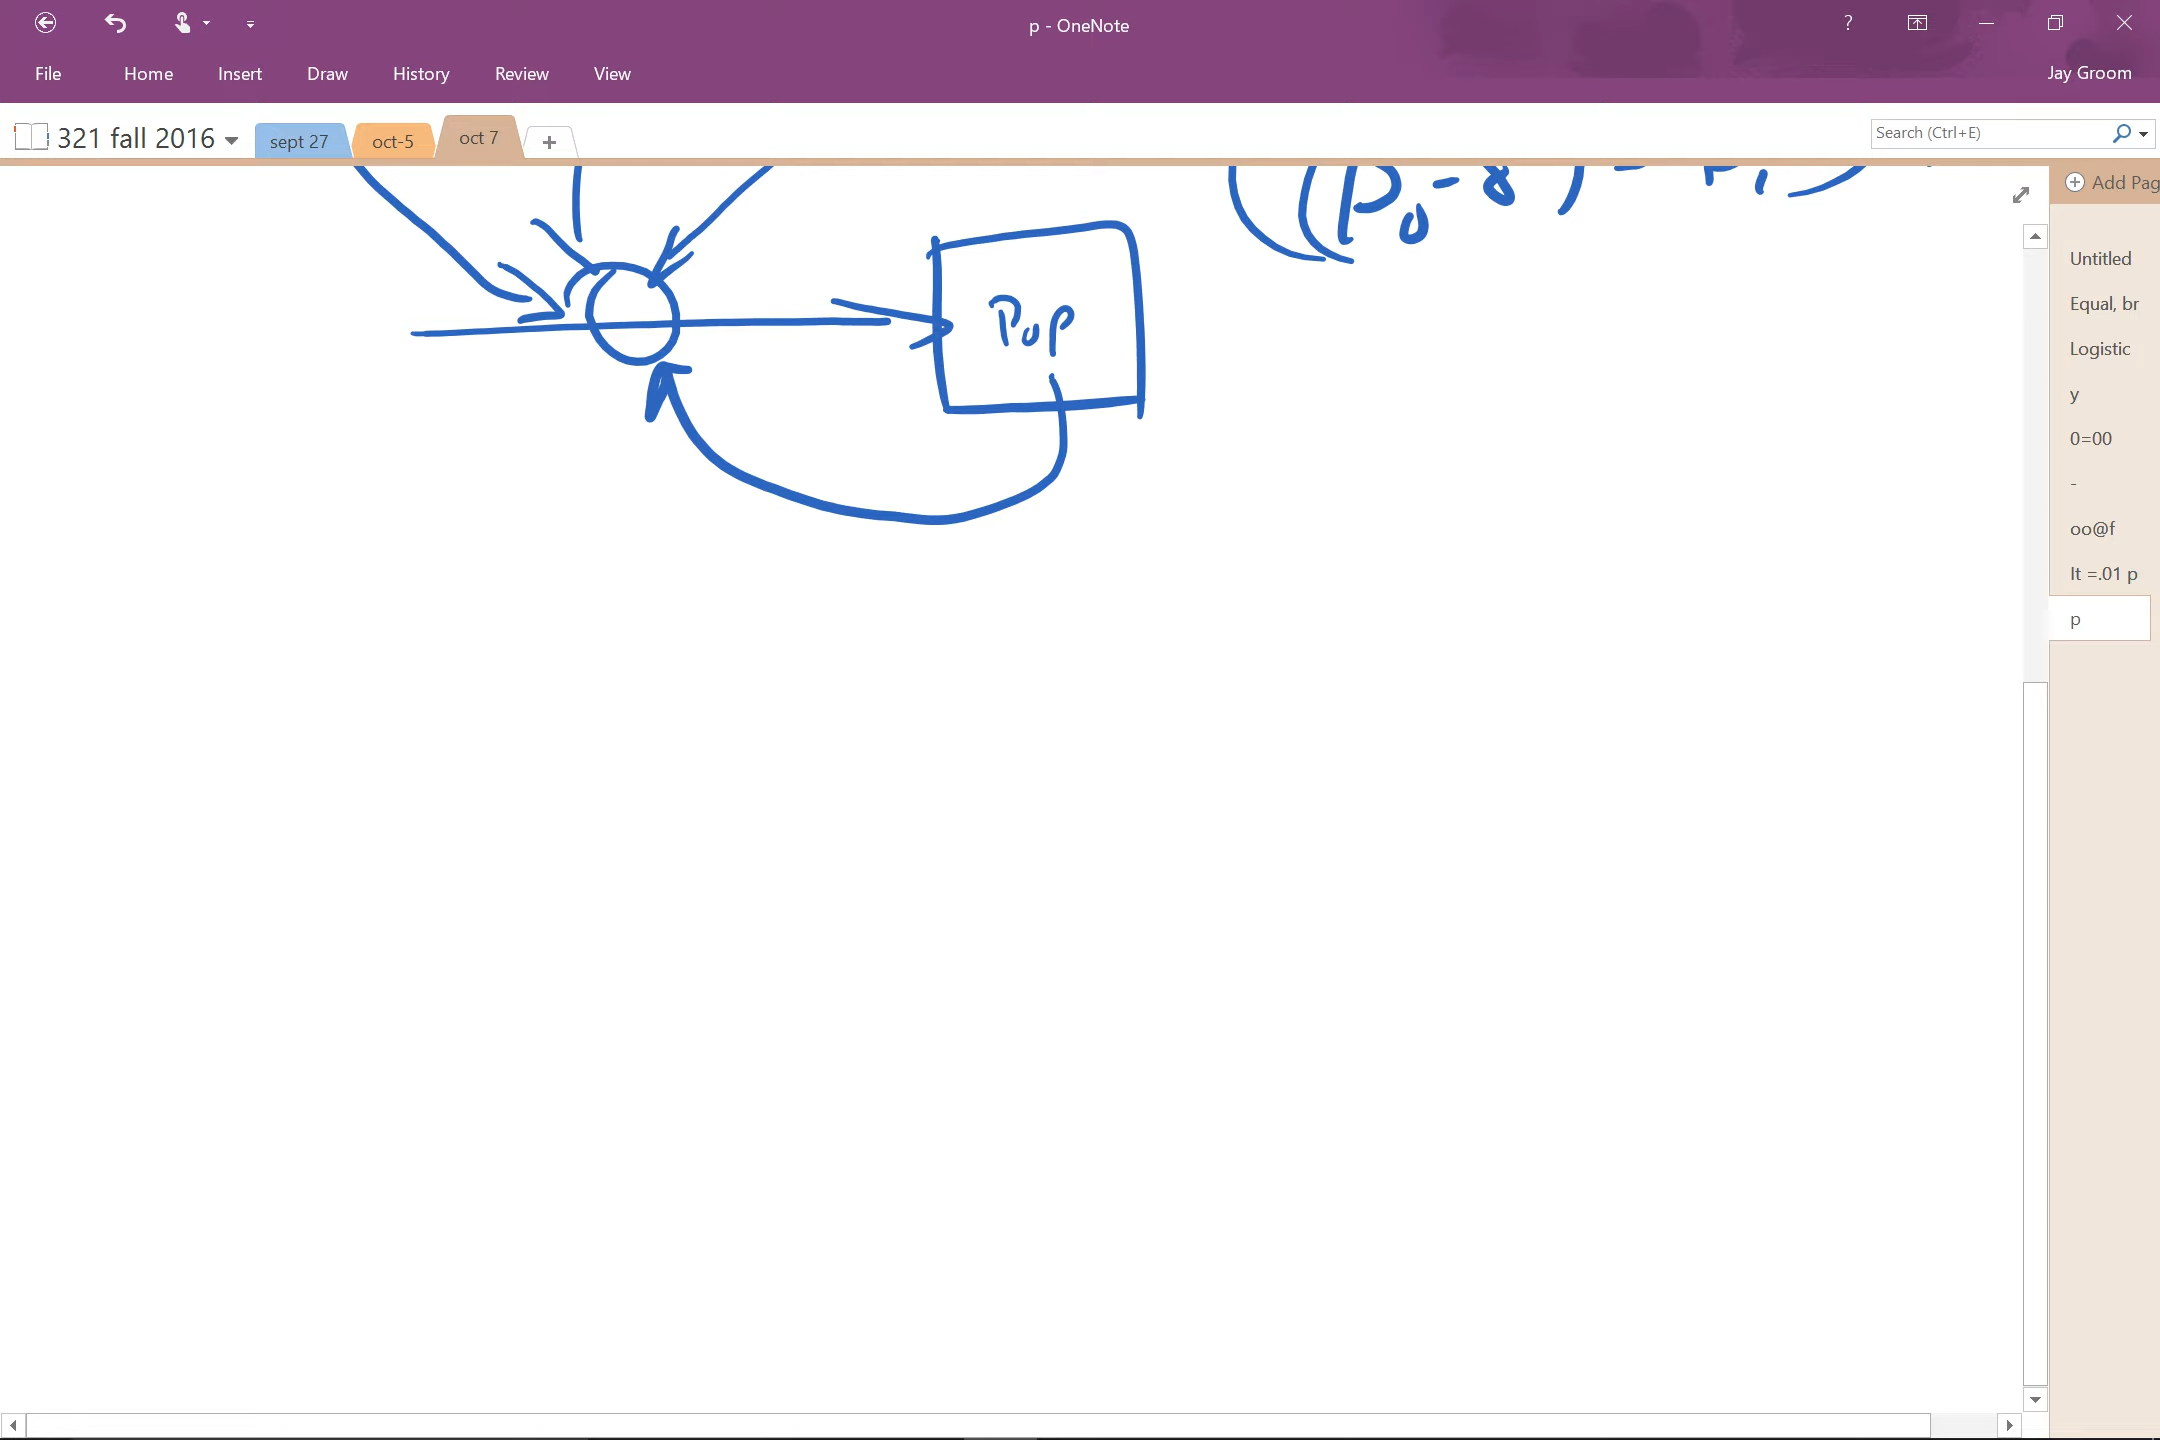 p - OneNote
?
File Home Insert Draw History Review View
Jay Groom
321 fall 2016
sept 27
oct-5
oct 7
Search (Ctrl+E)
Add Pag
Pop
Untitled
Equal, br
Logistic
y
0=00
-
oo@f
It =.01 p
p